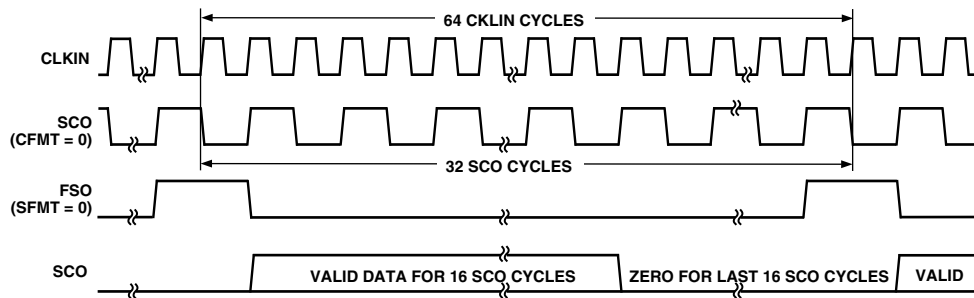 64 CKLIN CYCLES
CLKIN
SCO
(CFMT = 0)
32 SCO CYCLES
FSO
(SFMT = 0)
SCO
VALID DATA FOR 16 SCO CYCLES
ZERO FOR LAST 16 SCO CYCLES
VALID